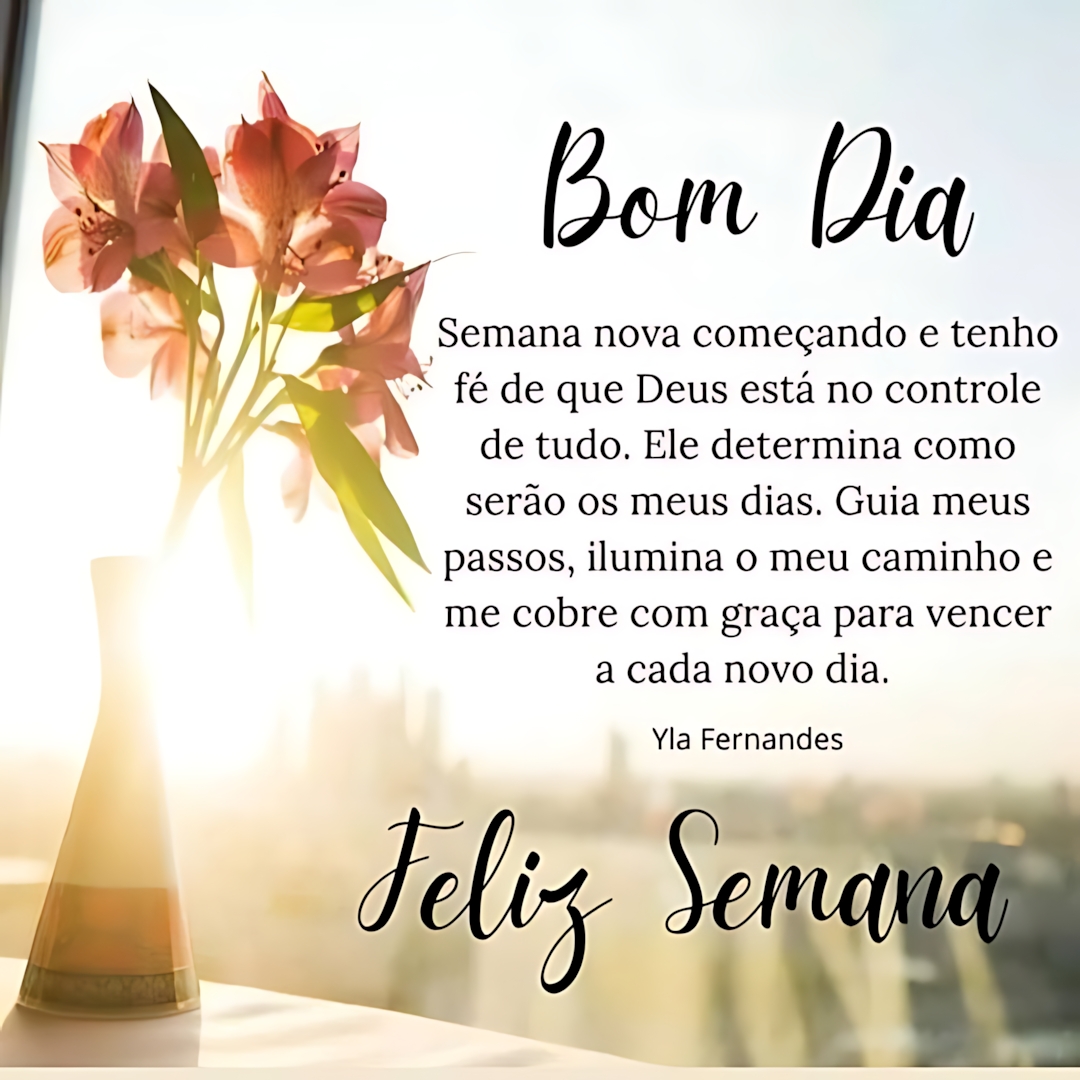 Bom Dia
Semana nova começando e tenho
fé de que Deus está no controle
de tudo. Ele determina como
serão os meus dias. Guia meus
passos, ilumina o meu caminho e
me cobre com graça para vencer
a cada novo dia.
Yla Fernandes
Feliz Semana